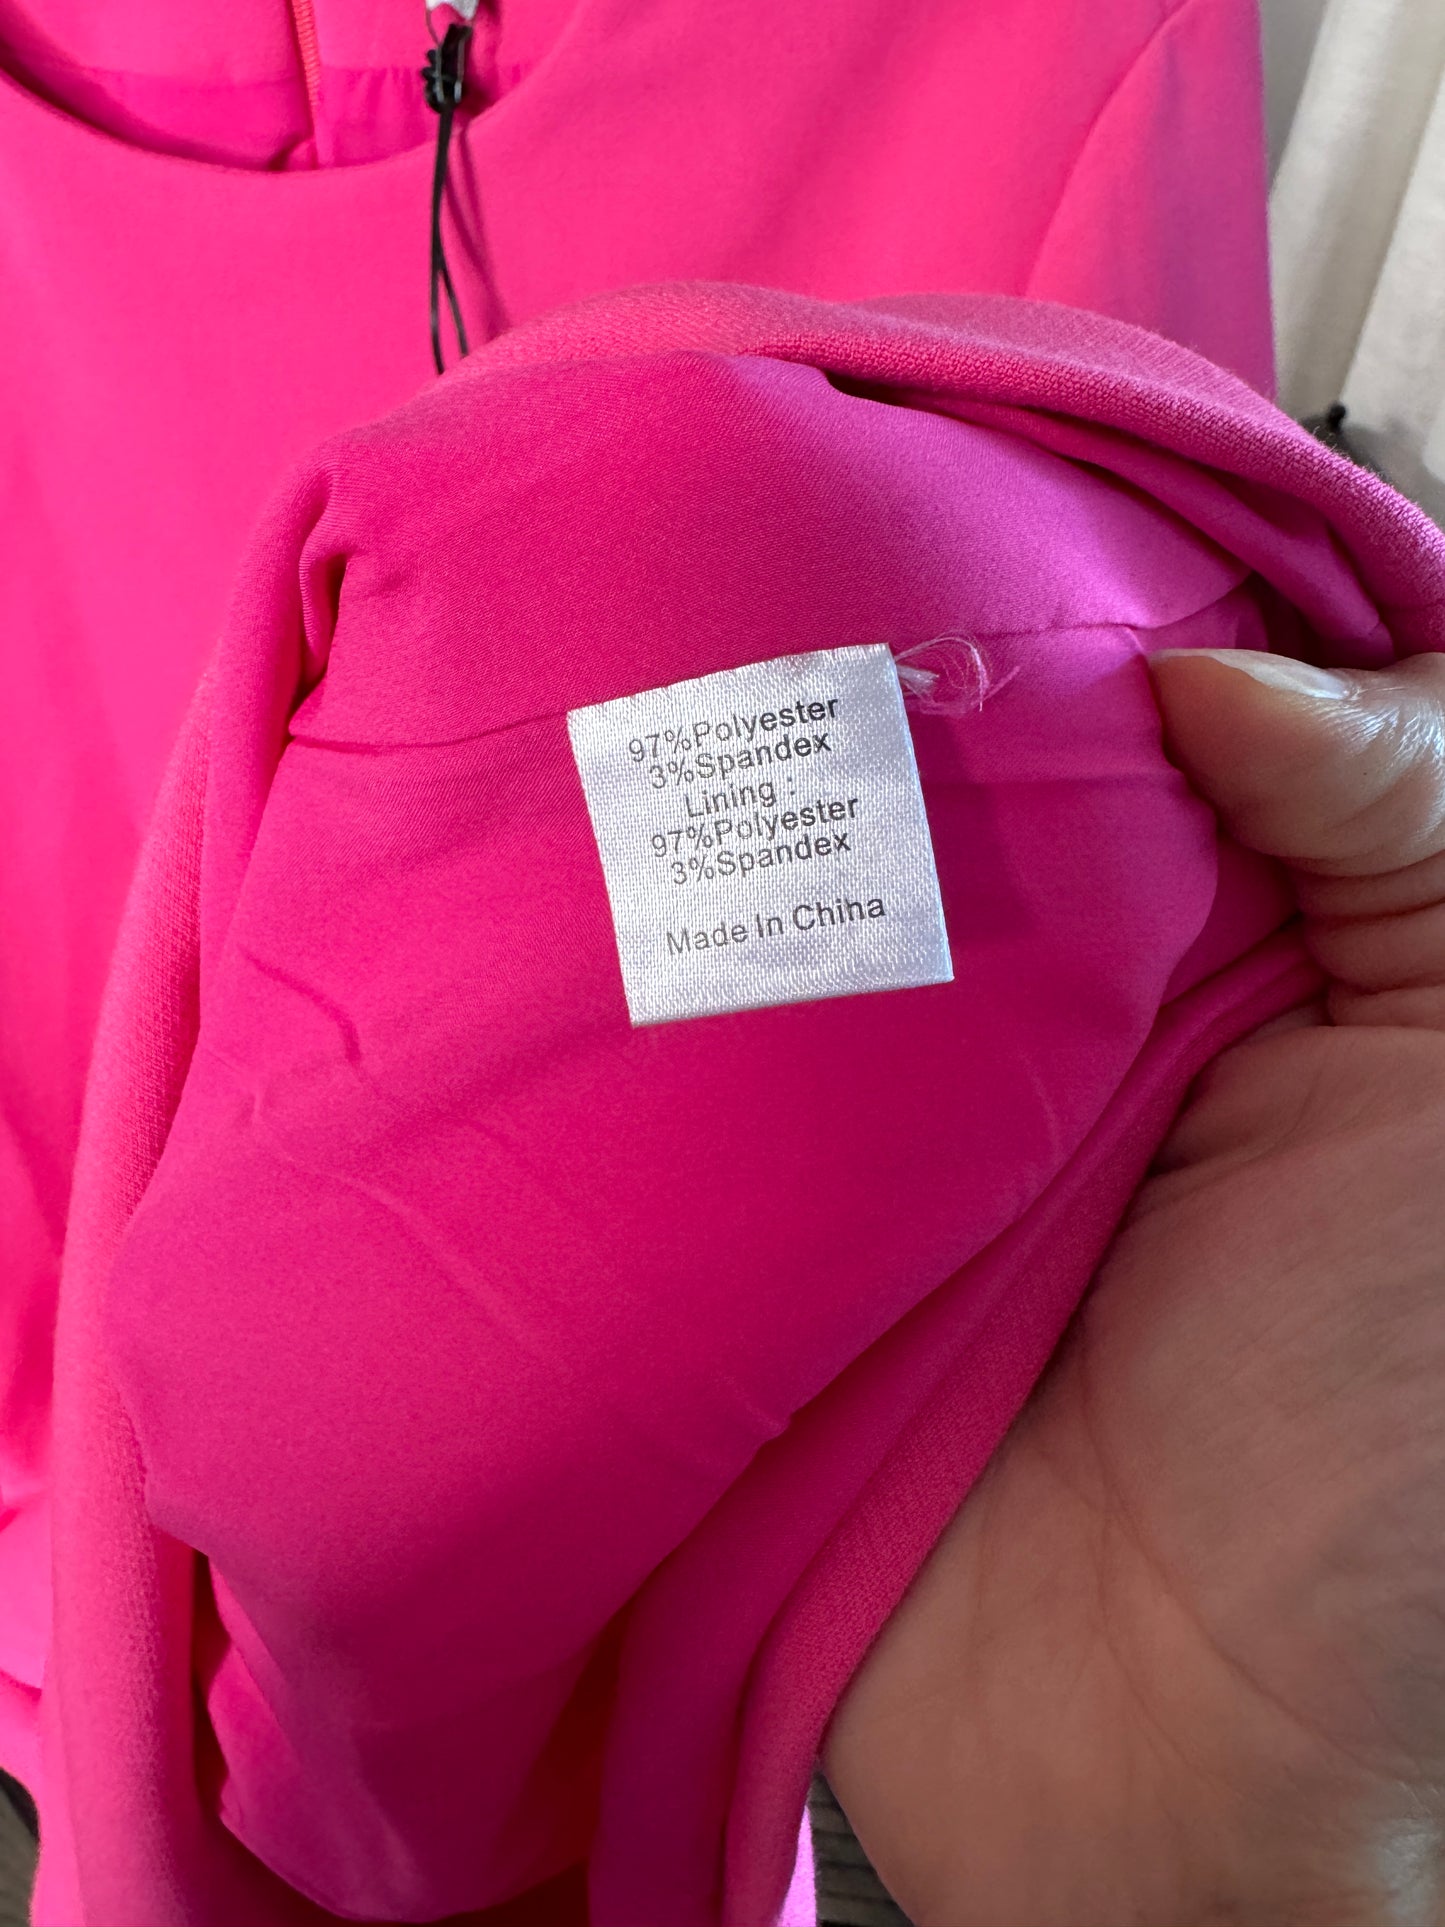 97%Polyester
3%Spandex
Lining :
97%Polyester
3%Spandex
Made In China